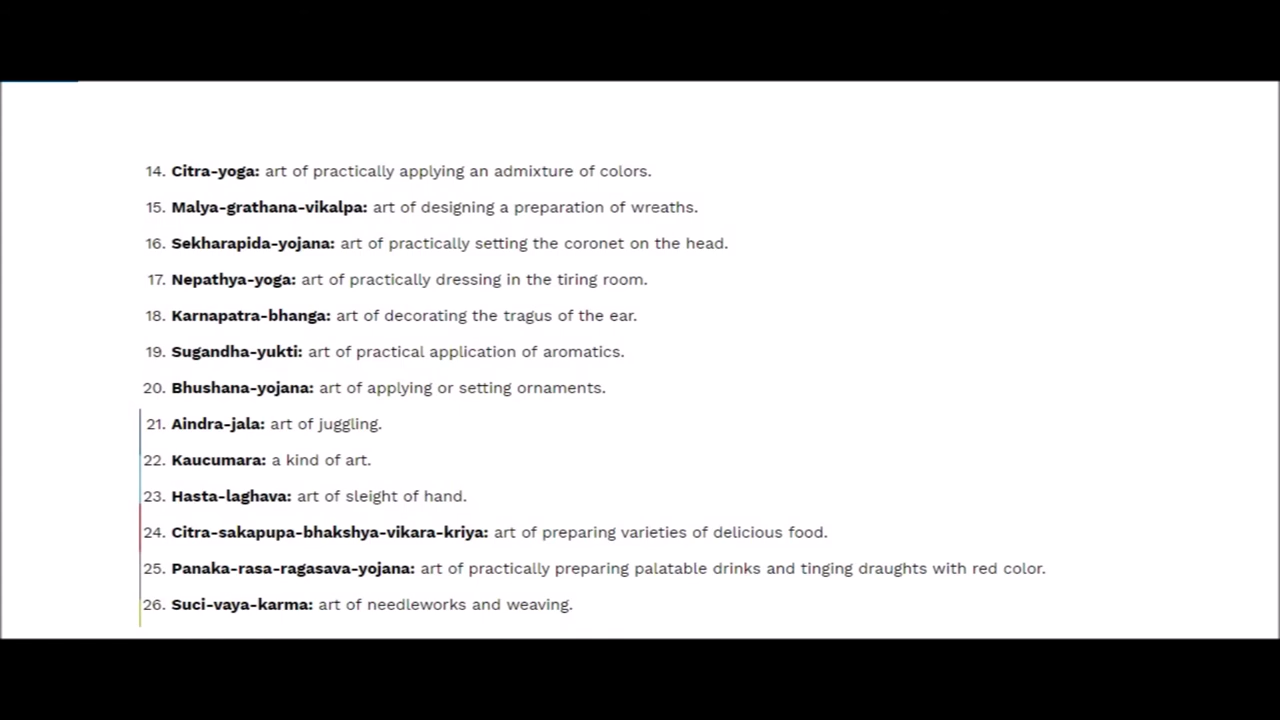 14. Citra-yoga: art of practically applying an admixture of colors.
15. Malya-grathana-vikalpa: art of designing a preparation of wreaths.
16. Sekharapida-yojana: art of practically setting the coronet on the head.
17. Nepathya-yoga: art of practically dressing in the tiring room.
18. Karnapatra-bhanga: art of decorating the tragus of the ear.
19. Sugandha-yukti: art of practical application of aromatics.
20. Bhushana-yojana: art of applying or setting ornaments.
21. Aindra-jala: art of juggling.
22. Kaucumara: a kind of art.
23. Hasta-laghava: art of sleight of hand.
24. Citra-sakapupa-bhakshya-vikara-kriya: art of preparing varieties of delicious food.
25. Panaka-rasa-ragasava-yojana: art of practically preparing palatable drinks and tinging draughts with red color.
26. Suci-vaya-karma: art of needleworks and weaving.